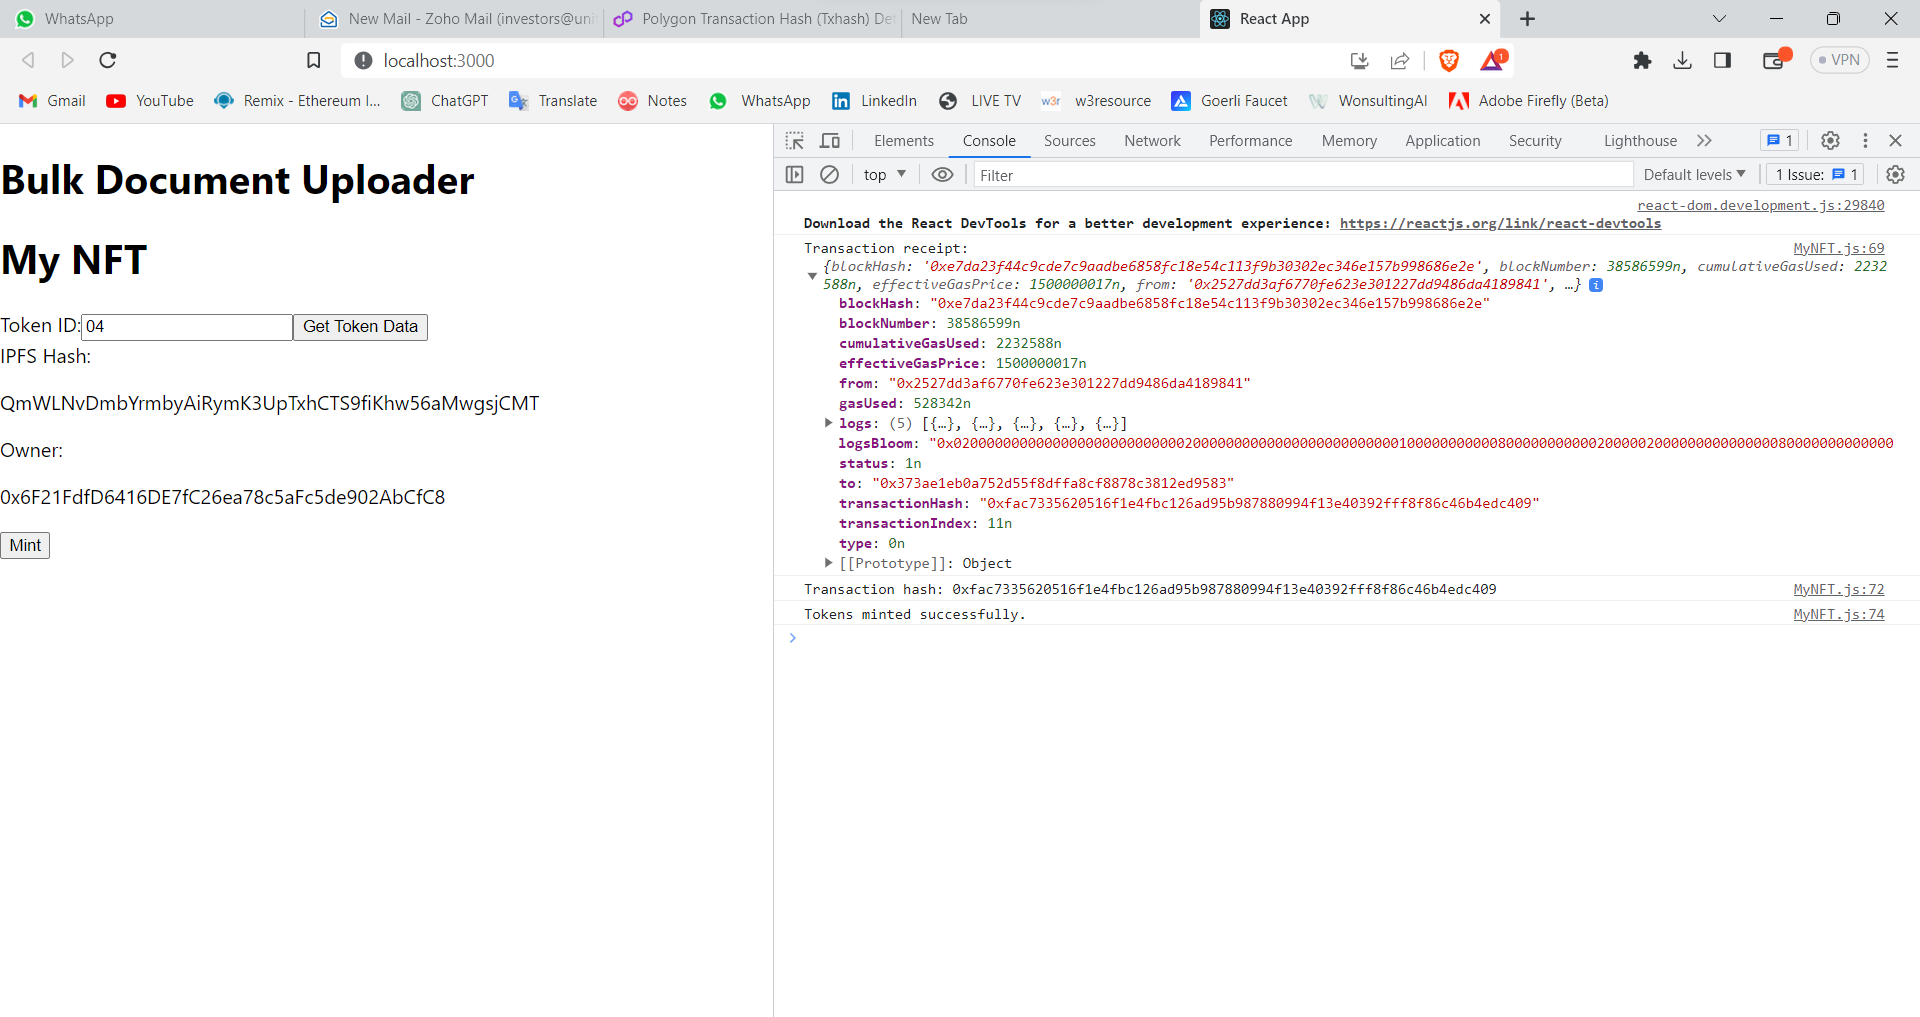 WhatsApp
New Mail - Zoho Mail (investors@uni
Polygon Transaction Hash (Txhash) De
New Tab
React App
localhost:3000
1
VPN
Gmail
YouTube
Remix - Ethereum I...
ChatGPT
Translate
Notes
WhatsApp
LinkedIn
LIVE TV
w3r
w3resource
Goerli Faucet
WonsultingAI
Adobe Firefly (Beta)
Bulk Document Uploader
My NFT
Token ID: 04 Get Token Data
IPFS Hash:
QmWLNvDmbYrmbyAiRymK3UpTxhCTS9fiKhw56aMwgsjCMT
Owner:
0x6F21FdfD6416DE7fC26ea78c5aFc5de902AbCfC8
Mint
Elements Console Sources Network Performance Memory Application Security Lighthouse 1
top Filter Default levels 1 Issue: 1
react-dom.development.js:29840
Download the React DevTools for a better development experience: https://reactjs.org/link/react-devtools
Transaction receipt: MyNFT.js:69
{blockHash: '0xe7da23f44c9cde7c9aadbe6858fc18e54c113f9b30302ec346e157b998686e2e', blockNumber: 38586599n, cumulativeGasUsed: 2232
588n, effectiveGasPrice: 1500000017n, from: '0x2527dd3af6770fe623e301227dd9486da4189841', …} i
blockHash: "0xe7da23f44c9cde7c9aadbe6858fc18e54c113f9b30302ec346e157b998686e2e"
blockNumber: 38586599n
cumulativeGasUsed: 2232588n
effectiveGasPrice: 1500000017n
from: "0x2527dd3af6770fe623e301227dd9486da4189841"
gasUsed: 528342n
logs: (5) [{…}, {…}, {…}, {…}, {…}]
logsBloom:
status: 1n
to: "0x373ae1eb0a752d55f8dffa8cf8878c3812ed9583"
transactionHash: "0xfac7335620516f1e4fbc126ad95b987880994f13e40392fff8f86c46b4edc409"
transactionIndex: 11n
type: 0n
[[Prototype]]: Object
Transaction hash: 0xfac7335620516f1e4fbc126ad95b987880994f13e40392fff8f86c46b4edc409 MyNFT.js:72
Tokens minted successfully. MyNFT.js:74